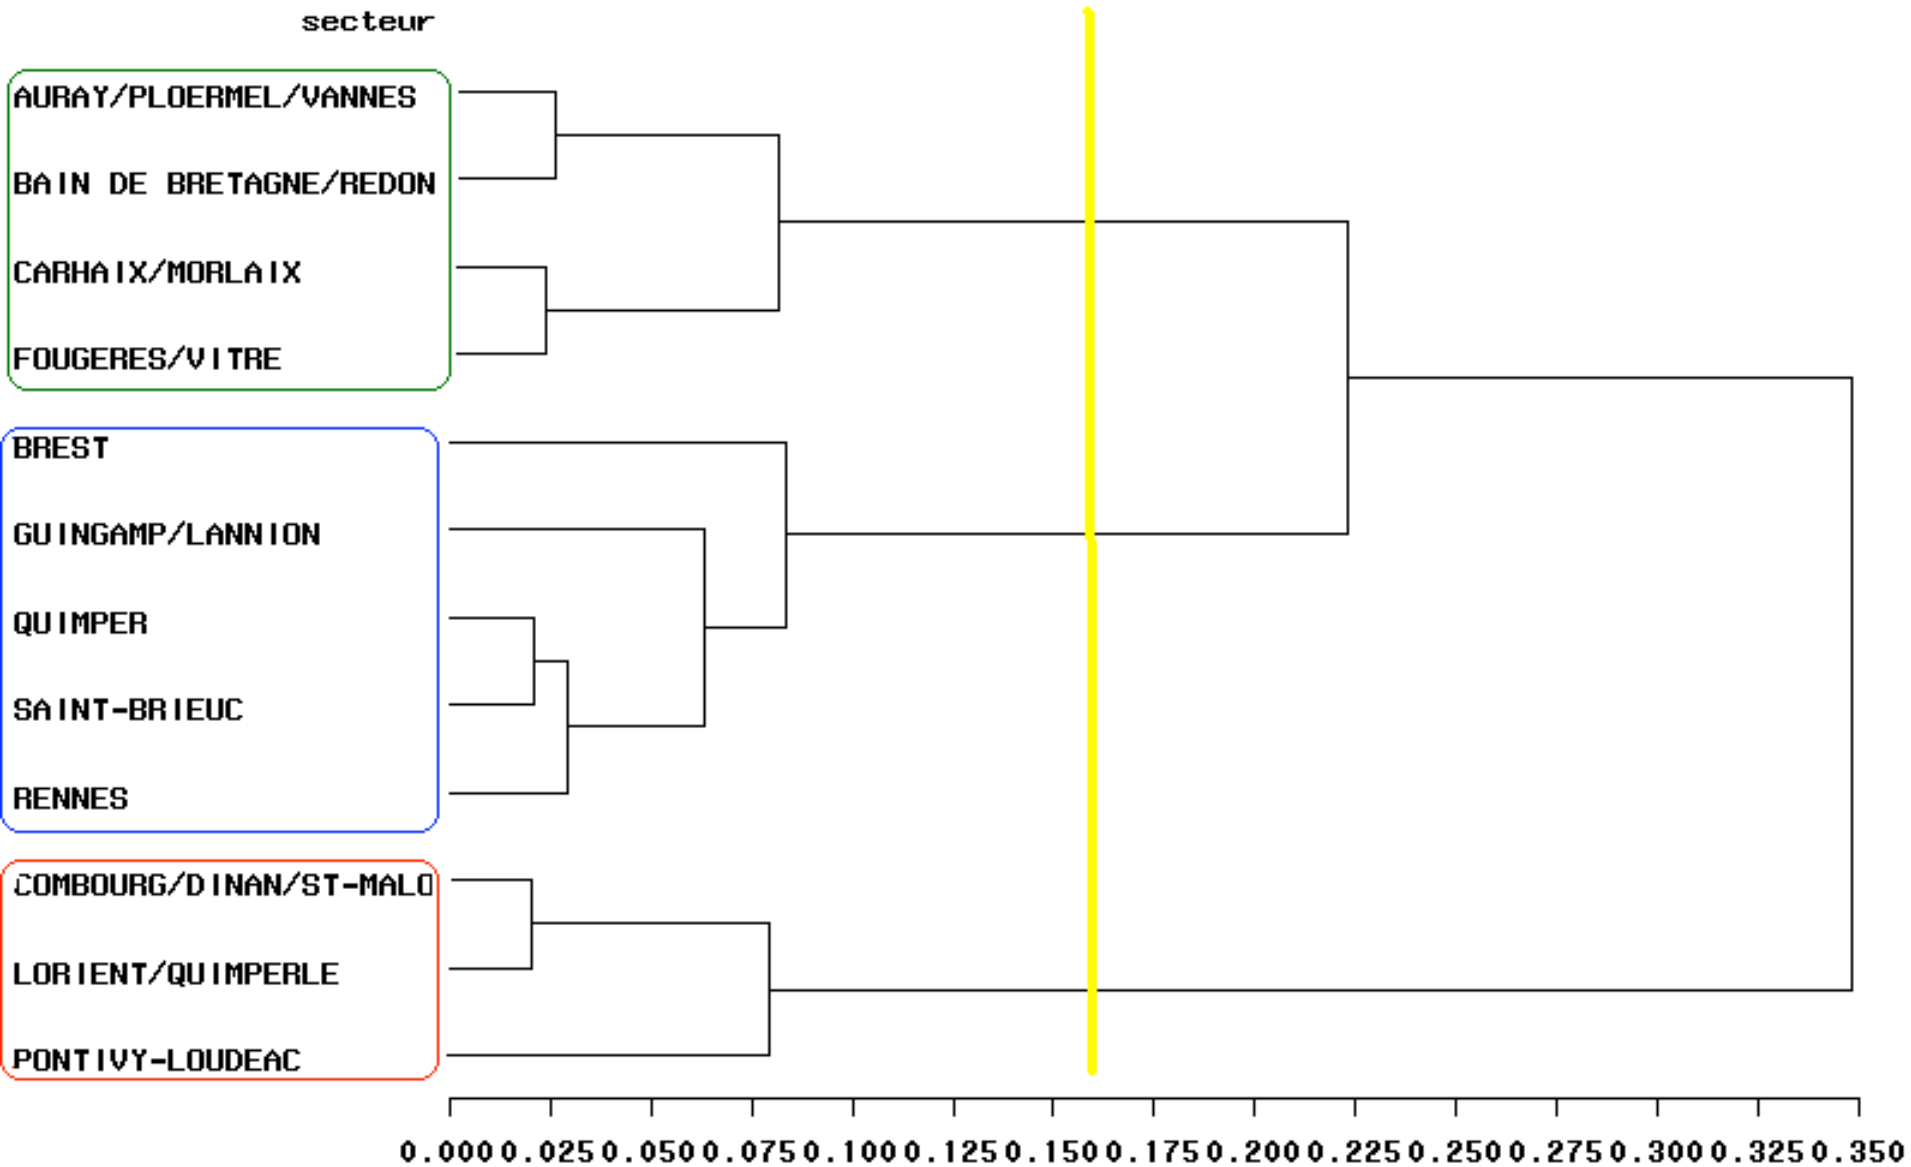 secteur
AURAY/PLOERMEL/VANNES
BAIN DE BRETAGNE/REDON
CARHAIX/MORLAIX
FOUGERES/VITRE
BREST
GUINGAMP/LANNION
QUIMPER
SAINT-BRIEUC
RENNES
COMBOURG/DINAN/ST-MALO
LORIENT/QUIMPERLE
PONTIVY-LOUDEAC
0.000 0.025 0.050 0.075 0.100 0.125 0.150 0.175 0.200 0.225 0.250 0.275 0.300 0.325 0.350